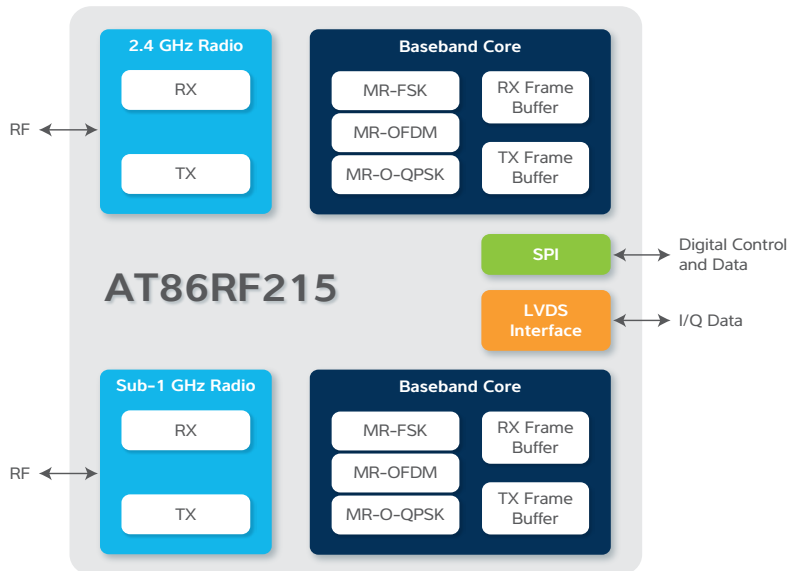 2.4 GHz Radio
RX
TX
RF
Baseband Core
MR-FSK
MR-OFDM
MR-O-QPSK
RX Frame
Buffer
TX Frame
Buffer
AT86RF215
SPI
Digital Control
and Data
LVDS
Interface
I/Q Data
Sub-1 GHz Radio
RX
TX
RF
Baseband Core
MR-FSK
MR-OFDM
MR-O-QPSK
RX Frame
Buffer
TX Frame
Buffer